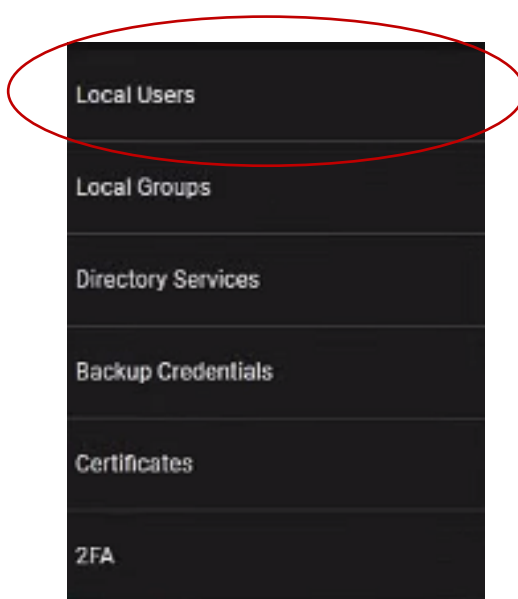 Local Users
Local Groups
Directory Services
Backup Credentials
Certificates
2FA